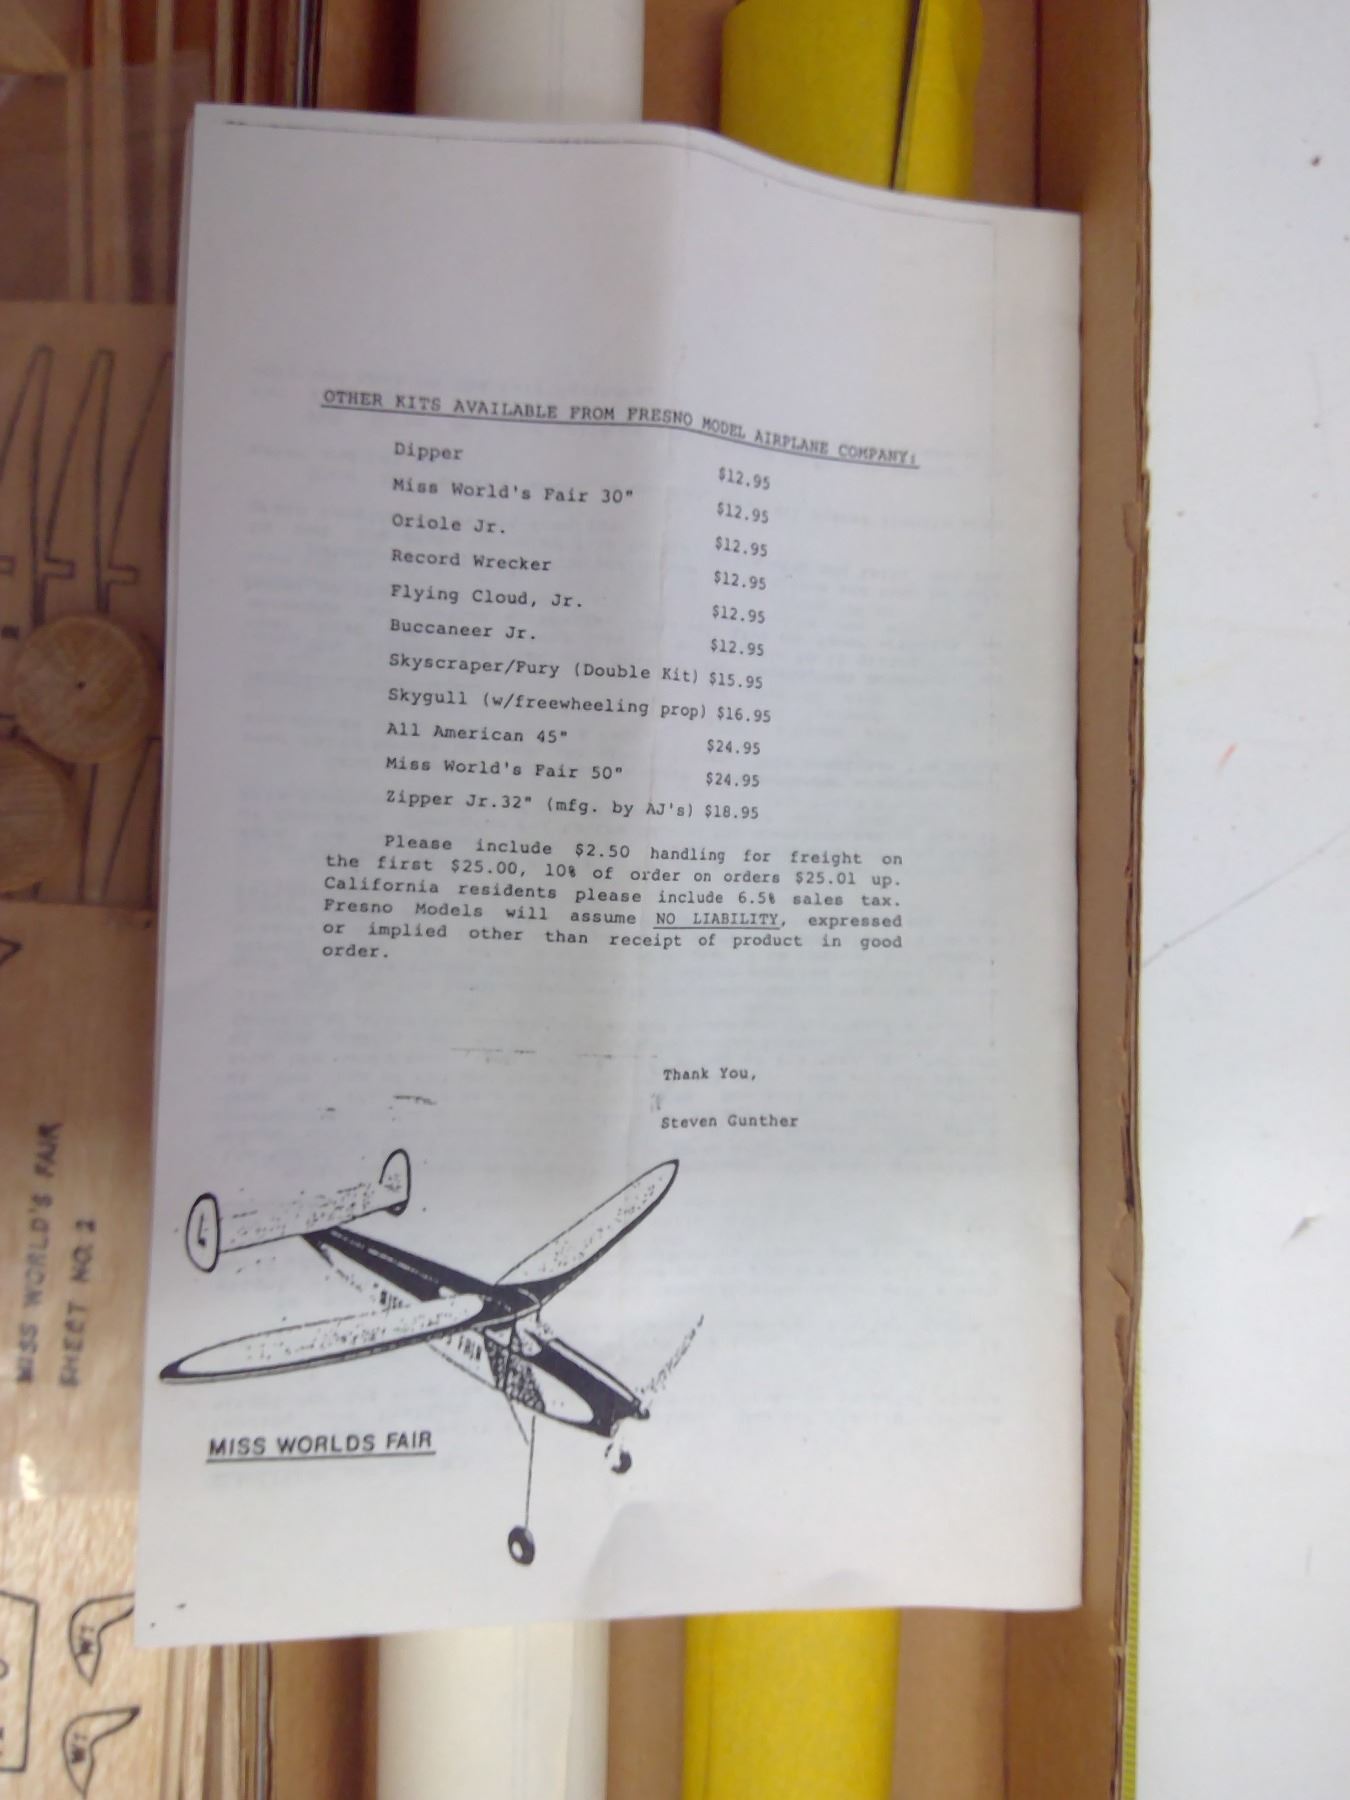 OTHER KITS AVAILABLE FROM FRESNO MODEL AIRPLANE COMPANY:
Dipper $12.95
Miss World's Fair 30" $12.95
Oriole Jr. $12.95
Record Wrecker $12.95
Flying Cloud, Jr. $12.95
Buccaneer Jr. $12.95
Skyscraper/Fury (Double Kit) $15.95
Skygull (w/freewheeling prop) $16.95
All American 45" $24.95
Miss World's Fair 50" $24.95
Zipper Jr.32" (mfg. by AJ's) $18.95
Please include $2.50 handling for freight on
the first $25.00, 10% of order on orders $25.01 up.
California residents please include 6.5% sales tax.
Fresno Models will assume NO LIABILITY, expressed
or implied other than receipt of product in good
order.
Thank You,
Steven Gunther
MISS WORLDS FAIR
MISS WORLD'S FAIR
SHEET NO. 2
W1
W1